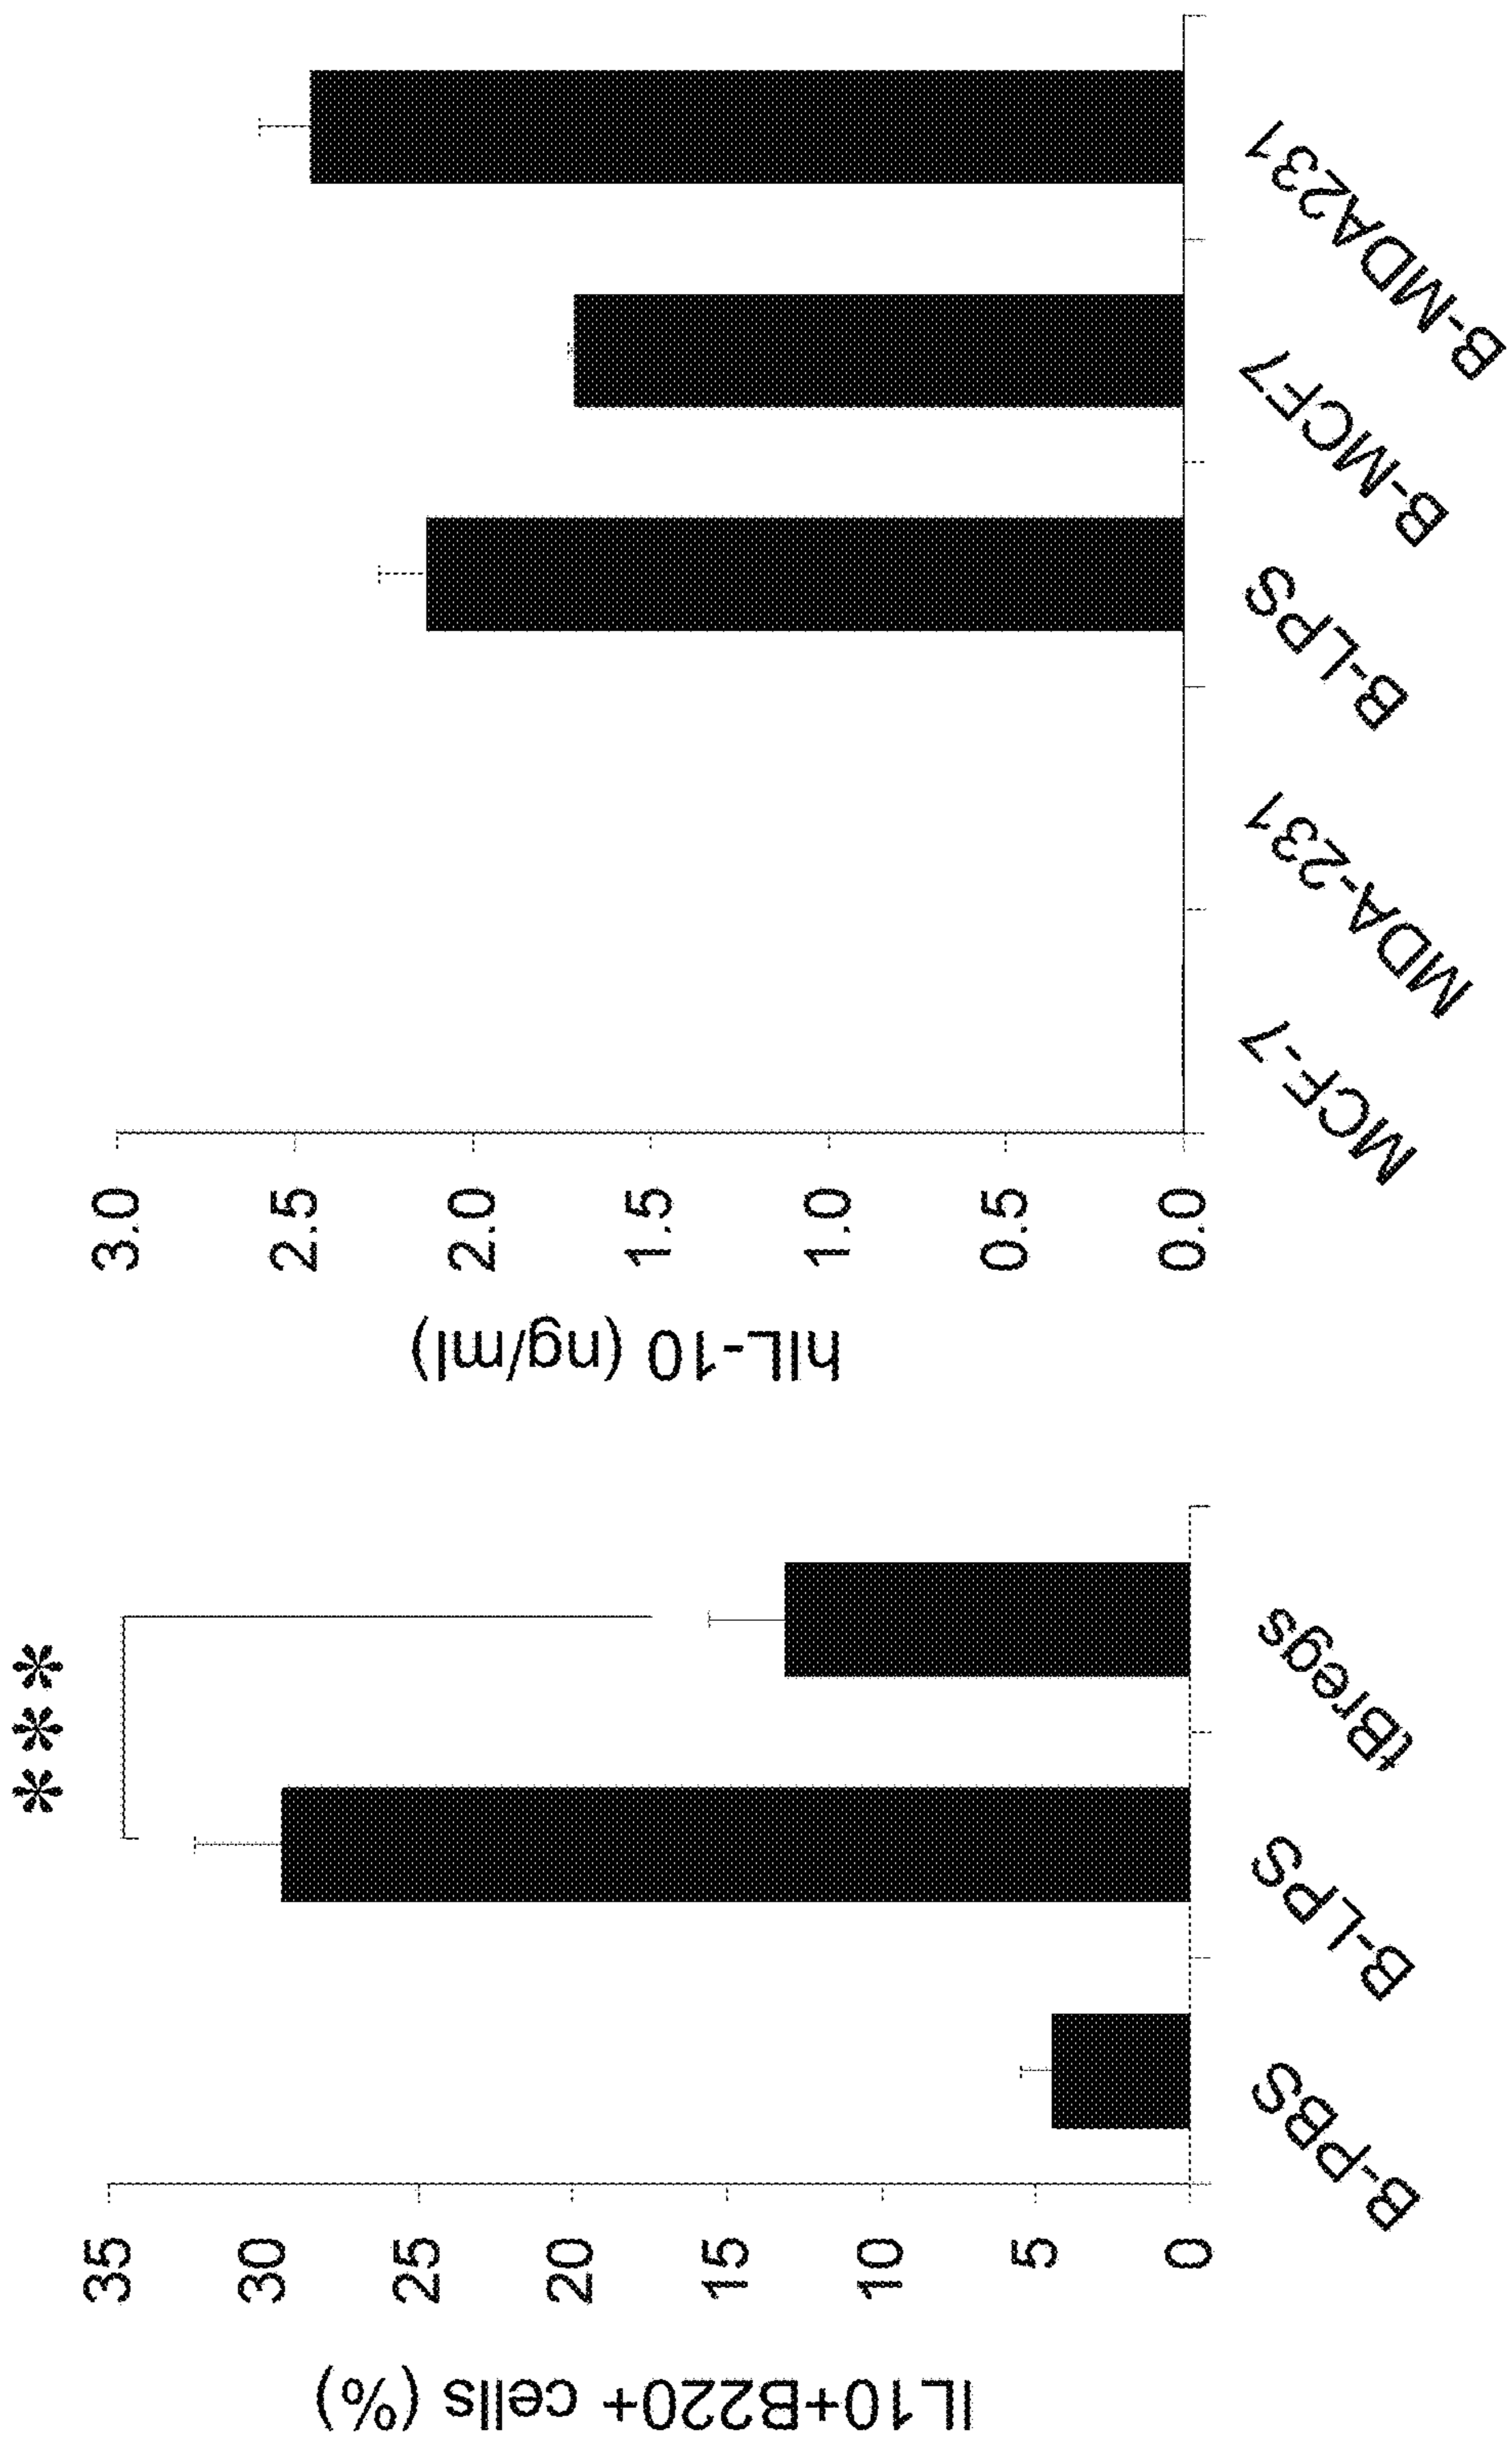 ***
IL10+B220+ cells (%)
35
30
25
20
15
10
5
0
B-PBS
B-LPS
tBregs
hIL-10 (ng/ml)
3.0
2.5
2.0
1.5
1.0
0.5
0.0
MCF-7
MDA-231
B-LPS
B-MCF7
B-MDA231